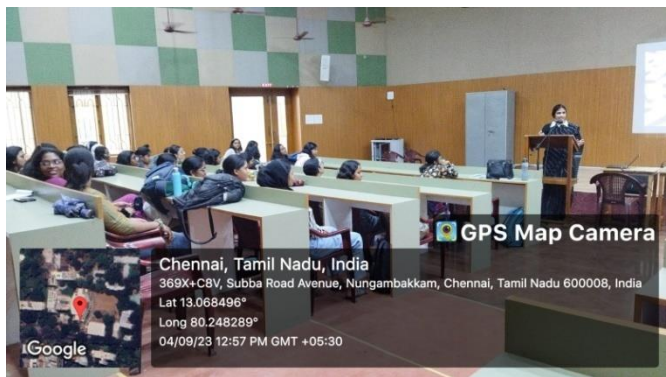 EXIT
GPS Map Camera
Chennai, Tamil Nadu, India
369X+C8V, Subba Road Avenue, Nungambakkam, Chennai, Tamil Nadu 600008, India
Lat 13.068496°
Long 80.248289°
04/09/23 12:57 PM GMT +05:30
Google